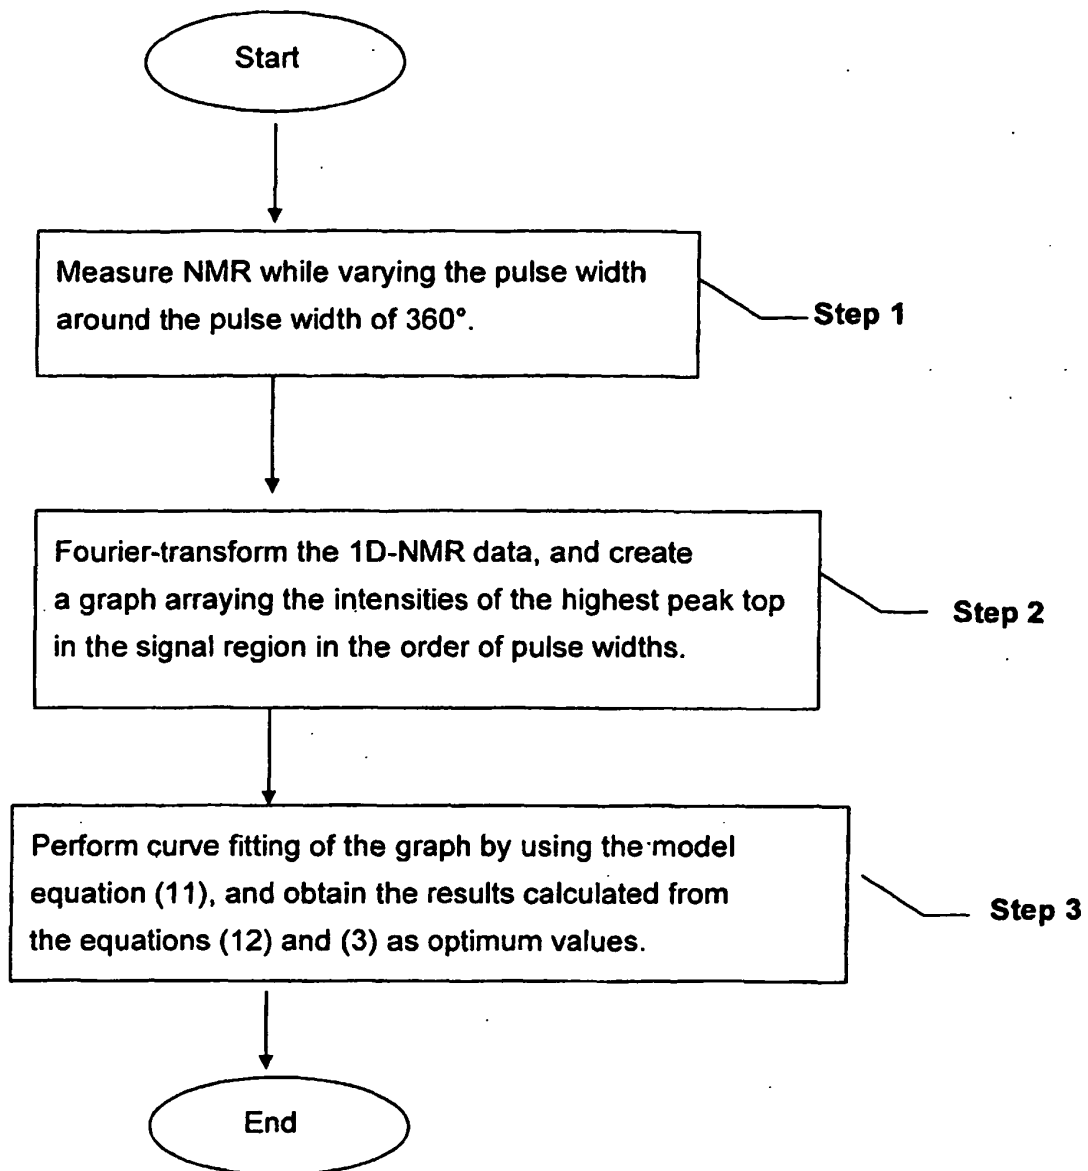 Start
Measure NMR while varying the pulse width
around the pulse width of 360°.
Step 1
Fourier-transform the 1D-NMR data, and create
a graph arraying the intensities of the highest peak top
in the signal region in the order of pulse widths.
Step 2
Perform curve fitting of the graph by using the model
equation (11), and obtain the results calculated from
the equations (12) and (3) as optimum values.
Step 3
End